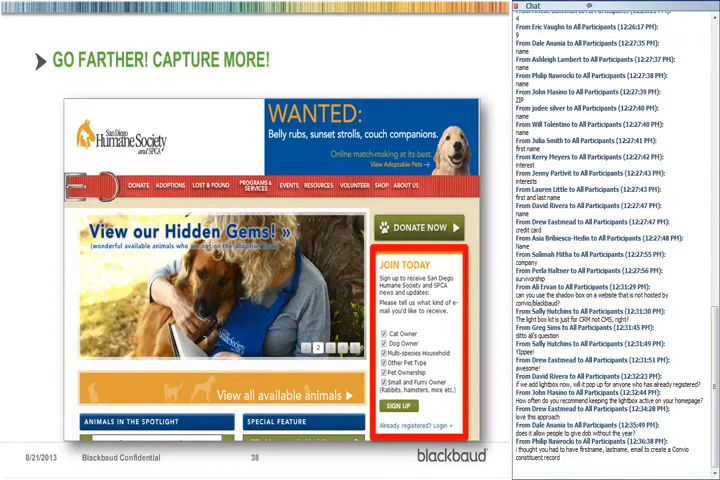 GO FARTHER! CAPTURE MORE!
San Diego
Humane Society
and SPCA
WANTED:
Belly rubs, sunset strolls, couch companions.
Online match-making at its best.
View Adoptable Pets
DONATE ADOPTIONS LOST & FOUND PROGRAMS & SERVICES EVENTS RESOURCES VOLUNTEER SHOP ABOUT US
View our Hidden Gems! »
(wonderful available animals who are not on the adoption
2
View all available animals
ANIMALS IN THE SPOTLIGHT
SPECIAL FEATURE
DONATE NOW
JOIN TODAY
Sign up to receive San Diego
Humane Society and SPCA
news and updates:
Please tell us what kind of e-
mail you'd like to receive.
Cat Owner
Dog Owner
Multi-species Household
Other Pet Type
Pet Ownership
Small and Furry Owner
(Rabbits, hamsters, mice etc.)
SIGN UP
Already registered? Login »
8/21/2013 Blackbaud Confidential 38 blackbaud
Chat
4
From Eric Vaughn to All Participants (12:26:17 PM):
9
From Dale Anania to All Participants (12:27:35 PM):
name
From Ashleigh Lambert to All Participants (12:27:37 PM):
name
From Philip Nawrocki to All Participants (12:27:38 PM):
name
From John Masino to All Participants (12:27:39 PM):
ZIP
From jodee silver to All Participants (12:27:40 PM):
name
From Will Tolentino to All Participants (12:27:40 PM):
name
From Julia Smith to All Participants (12:27:41 PM):
first name
From Kerry Meyers to All Participants (12:27:42 PM):
interest
From Jenny Partivit to All Participants (12:27:43 PM):
interests
From Lauren Little to All Participants (12:27:43 PM):
first and last name
From David Rivera to All Participants (12:27:47 PM):
name
From Drew Eastmead to All Participants (12:27:47 PM):
credit card
From Asia Bribiesca-Hedin to All Participants (12:27:48 PM):
Name
From Salimah Mitha to All Participants (12:27:55 PM):
company
From Perla Haltner to All Participants (12:27:56 PM):
survivorship
From Ali Ervan to All Participants (12:31:29 PM):
can you use the shadow box on a website that is not hosted by
convio/blackbaud?
From Sally Hutchins to All Participants (12:31:30 PM):
The light box kit is just for CRM not CMS, right?
From Greg Sims to All Participants (12:31:45 PM):
ditto ali's question
From Sally Hutchins to All Participants (12:31:49 PM):
YIppee!
From Drew Eastmead to All Participants (12:31:51 PM):
awesome!
From David Rivera to All Participants (12:32:23 PM):
if we add lightbox now, will it pop up for anyone who has already registered?
From John Masino to All Participants (12:32:44 PM):
How often do you recommend keeping the lightbox active on your homepage?
From Drew Eastmead to All Participants (12:34:28 PM):
love this approach
From Dale Anania to All Participants (12:35:49 PM):
does it allow people to give dob without the year?
From Philip Nawrocki to All Participants (12:36:38 PM):
i thought you had to have firstname, lastname, email to create a Convio
constituent record